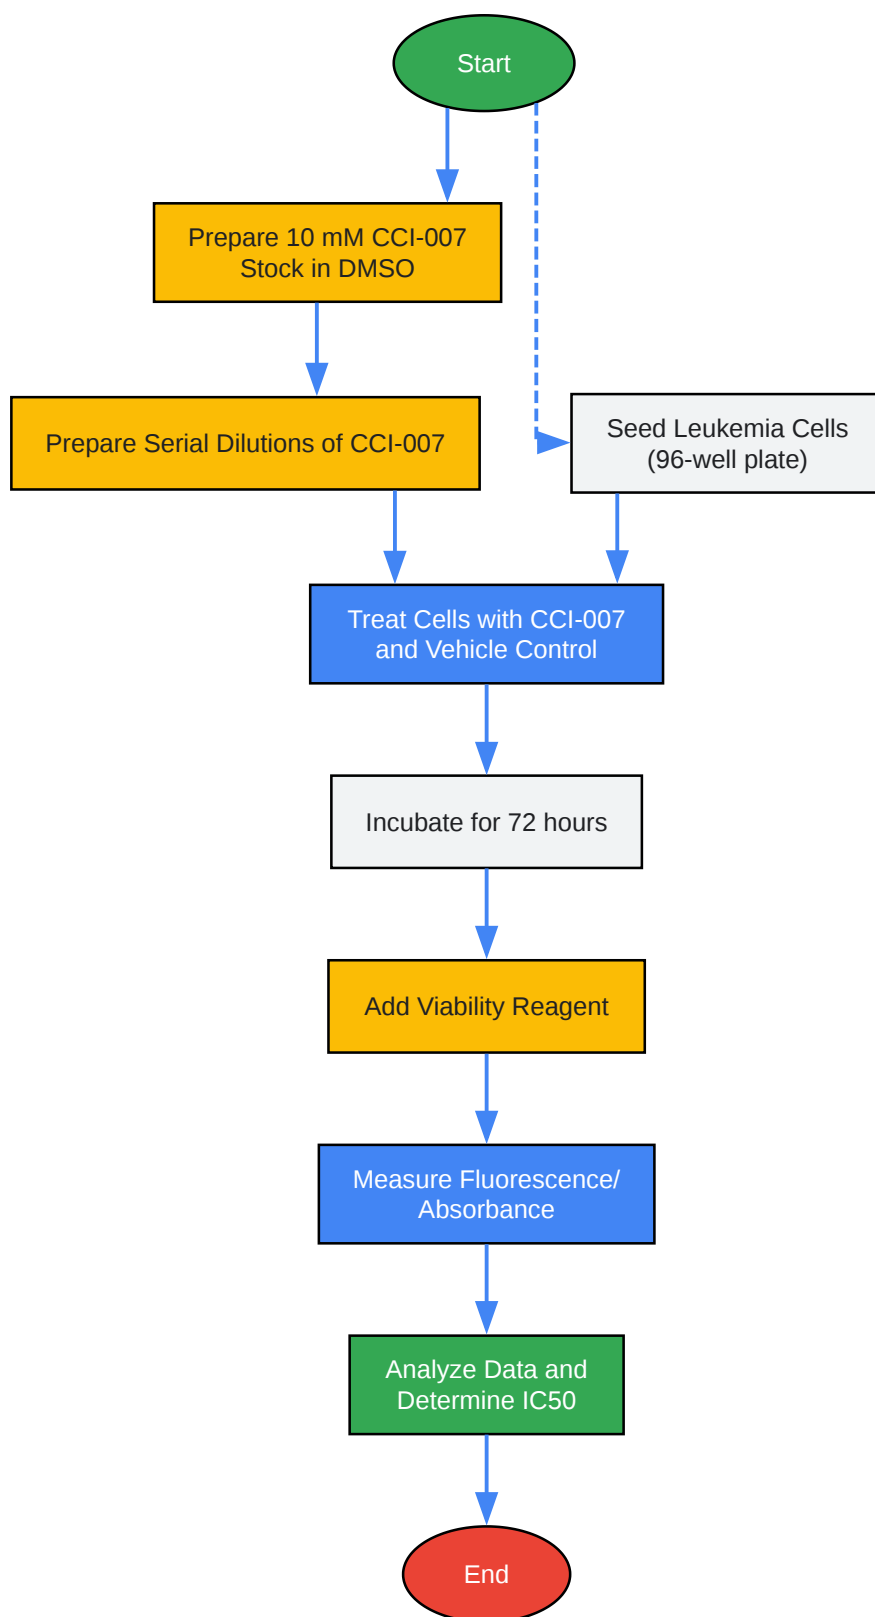 Start
Prepare 10 mM CCI-007
Stock in DMSO
Prepare Serial Dilutions of CCI-007
Seed Leukemia Cells
(96-well plate)
Treat Cells with CCI-007
and Vehicle Control
Incubate for 72 hours
Add Viability Reagent
Measure Fluorescence/
Absorbance
Analyze Data and
Determine IC50
End